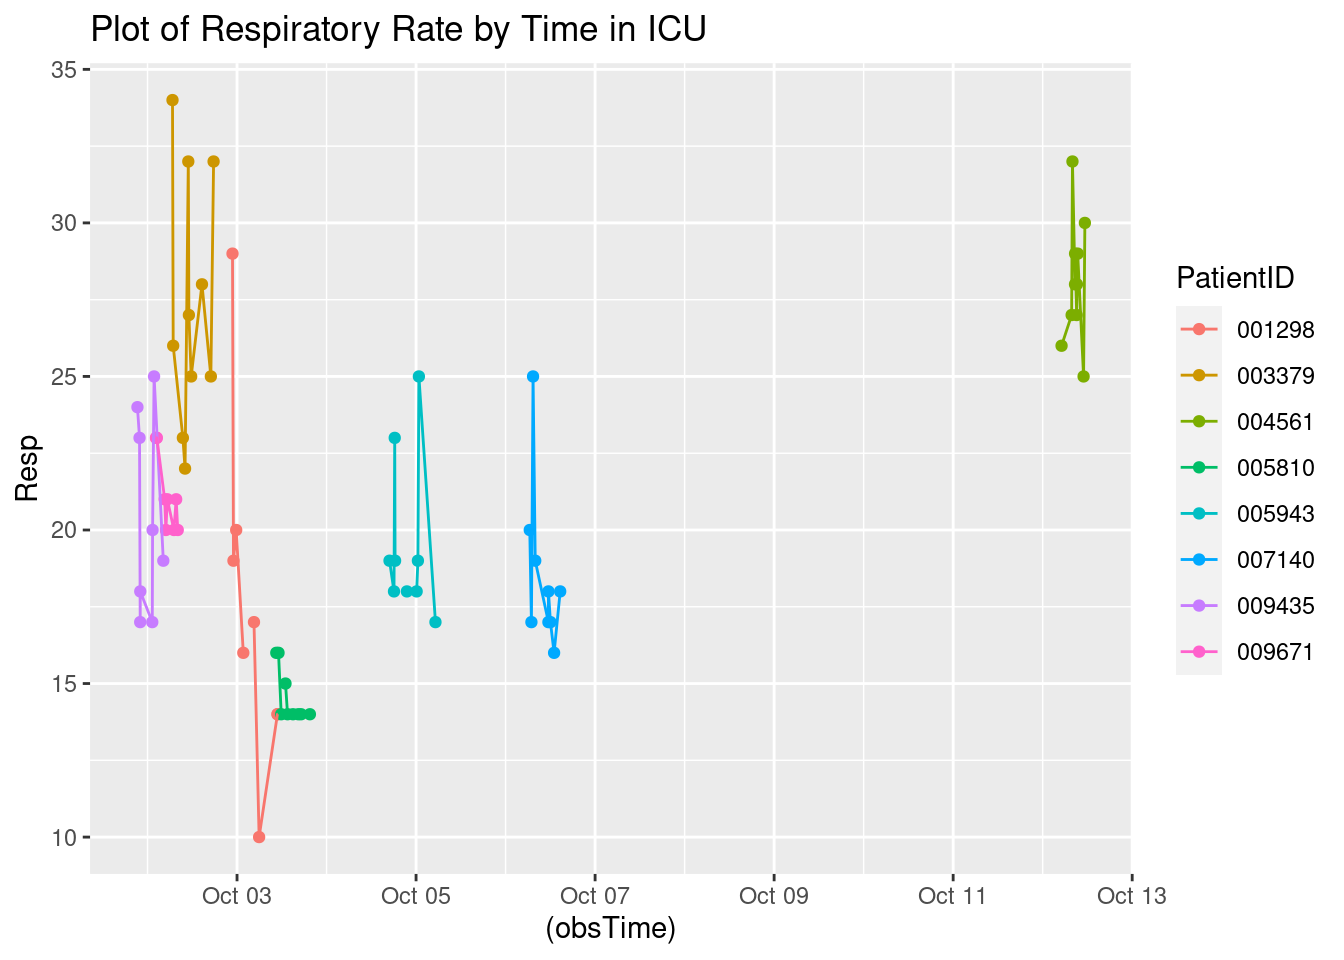 Plot of Respiratory Rate by Time in ICU
35
30
25
20
15
10
Resp
Oct 03
Oct 05
Oct 07
Oct 09
Oct 11
Oct 13
(obsTime)
PatientID
001298
003379
004561
005810
005943
007140
009435
009671